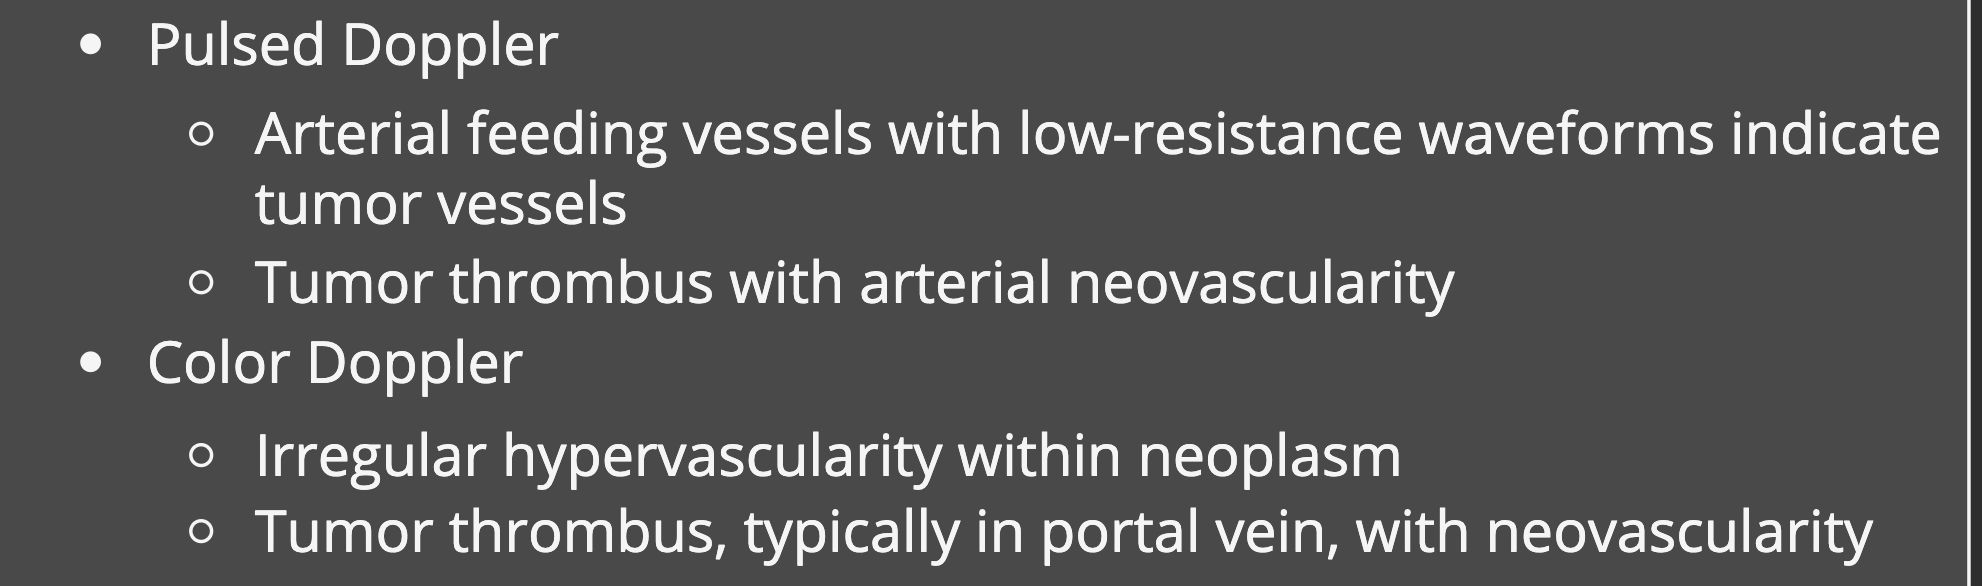 • Pulsed Doppler
○ Arterial feeding vessels with low-resistance waveforms indicate
tumor vessels
○ Tumor thrombus with arterial neovascularity
• Color Doppler
○ Irregular hypervascularity within neoplasm
○ Tumor thrombus, typically in portal vein, with neovascularity